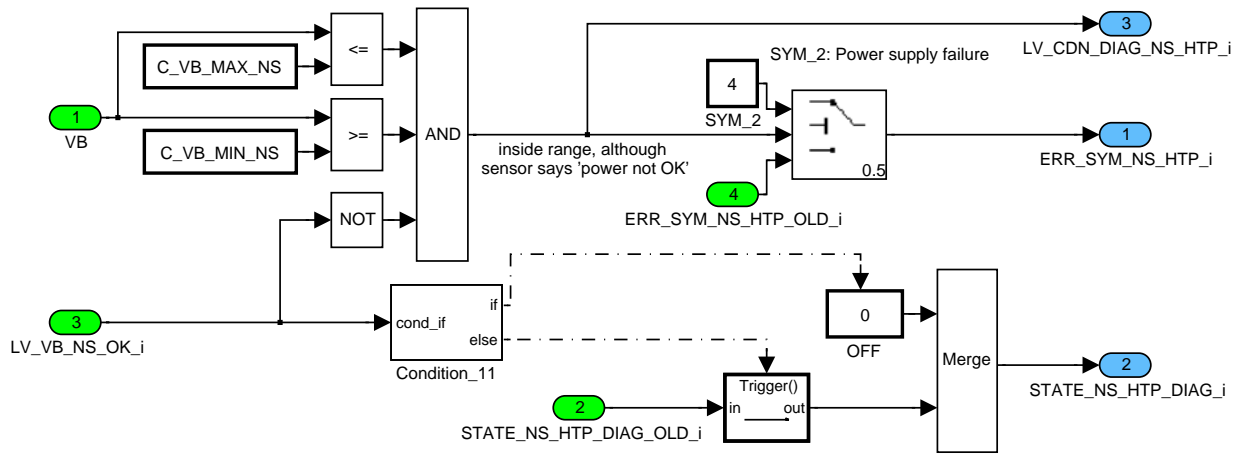 3
LV_CDN_DIAG_NS_HTP_i
<=
C_VB_MAX_NS
SYM_2: Power supply failure
4
SYM_2
1
VB
>=
C_VB_MIN_NS
AND
inside range, although
sensor says 'power not OK'
0.5
1
ERR_SYM_NS_HTP_i
4
ERR_SYM_NS_HTP_OLD_i
NOT
3
LV_VB_NS_OK_i
cond_if
if
else
Condition_11
0
OFF
Merge
2
STATE_NS_HTP_DIAG_i
Trigger()
in
out
2
STATE_NS_HTP_DIAG_OLD_i